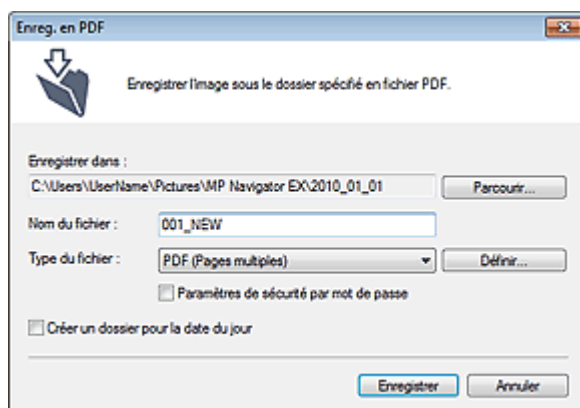 Enreg. en PDF
Enregistrer l'image sous le dossier spécifié en fichier PDF.
Enregistrer dans :
C:\Users\UserName\Pictures\MP Navigator EX\2010_01_01 Parcourir...
Nom du fichier : 001_NEW
Type du fichier : PDF (Pages multiples) Définir...
Paramètres de sécurité par mot de passe
Créer un dossier pour la date du jour
Enregistrer Annuler